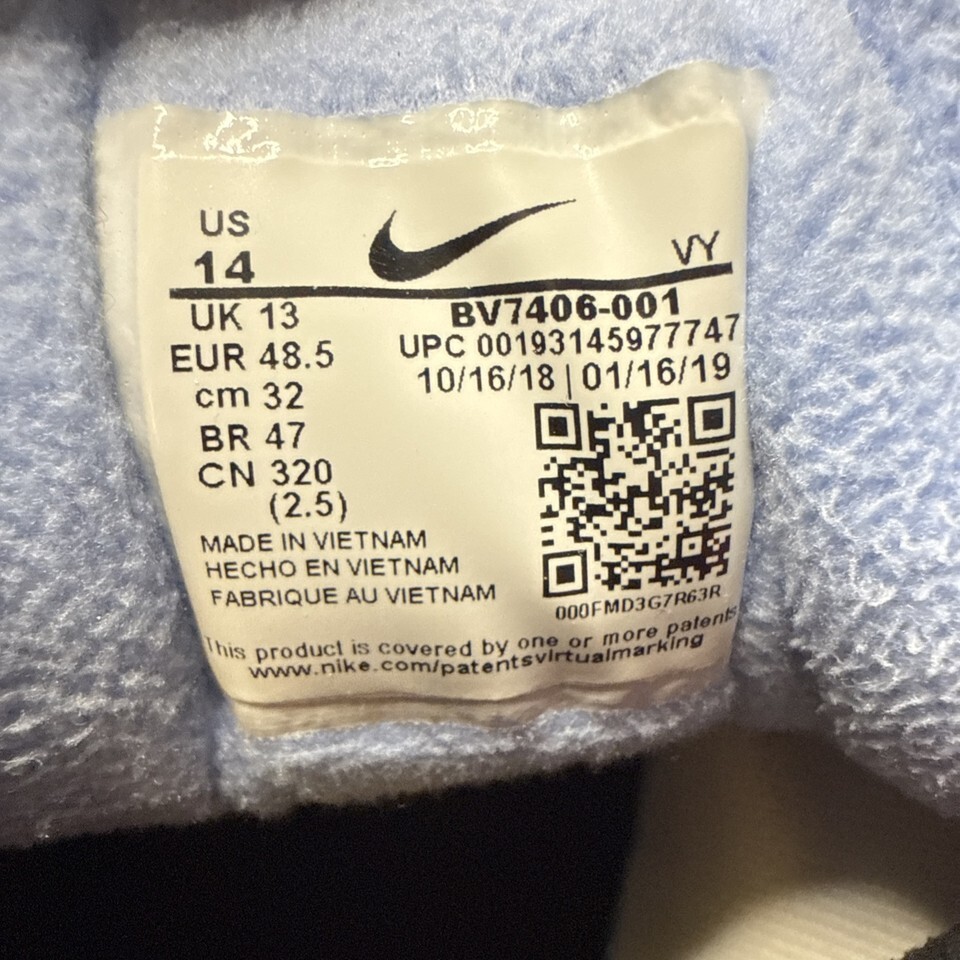 US
14
VY
UK 13
BV7406-001
EUR 48.5
UPC 00193145977747
cm 32
10/16/18 | 01/16/19
BR 47
CN 320
(2.5)
MADE IN VIETNAM
HECHO EN VIETNAM
FABRIQUE AU VIETNAM
000FMD3G7R63R
This product is covered by one or more patents
www.nike.com/patentsvirtualmarking